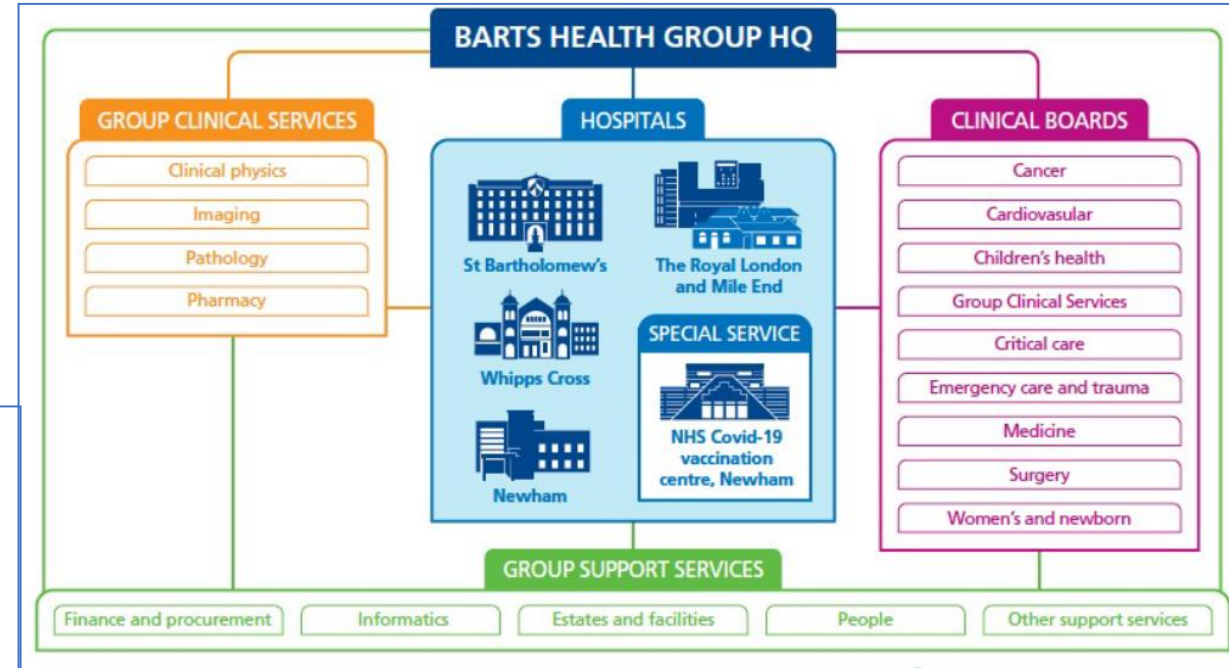 BARTS HEALTH GROUP HQ
GROUP CLINICAL SERVICES
Clinical physics
Imaging
Pathology
Pharmacy
HOSPITALS
St Bartholomew's
The Royal London
and Mile End
Whipps Cross
Newham
SPECIAL SERVICE
NHS Covid-19
vaccination
centre, Newham
CLINICAL BOARDS
Cancer
Cardiovasular
Children's health
Group Clinical Services
Critical care
Emergency care and trauma
Medicine
Surgery
Women's and newborn
GROUP SUPPORT SERVICES
Finance and procurement
Informatics
Estates and facilities
People
Other support services